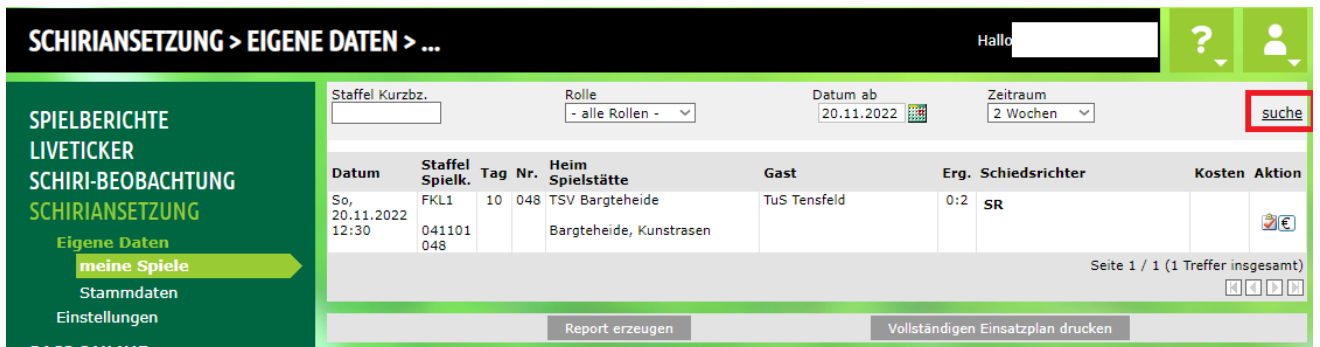 SCHIRIANSETZUNG > EIGENE DATEN > ...
Hallo
?
SPIELBERICHTE
LIVETICKER
SCHIRI-BEOBACHTUNG
SCHIRIANSETZUNG
Eigene Daten
meine Spiele
Stammdaten
Einstellungen
Staffel Kurzbz. Rolle Datum ab Zeitraum
- alle Rollen - 20.11.2022 2 Wochen suche
Datum Staffel Spielk. Tag Nr. Heim Spielstätte Gast Erg. Schiedsrichter Kosten Aktion
So, FKL1 10 048 TSV Bargteheide TuS Tensfeld 0:2 SR
20.11.2022
12:30 041101 Bargteheide, Kunstrasen €
048
Seite 1 / 1 (1 Treffer insgesamt)
Report erzeugen Vollständigen Einsatzplan drucken